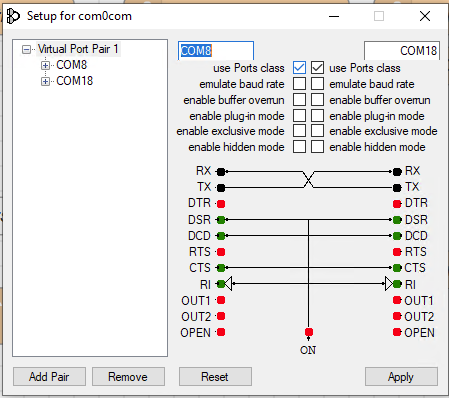 Setup for com0com
Virtual Port Pair 1
COM8
COM18
COM8 COM18
use Ports class use Ports class
emulate baud rate emulate baud rate
enable buffer overrun enable buffer overrun
enable plug-in mode enable plug-in mode
enable exclusive mode enable exclusive mode
enable hidden mode enable hidden mode
RX RX
TX TX
DTR DTR
DSR DSR
DCD DCD
RTS RTS
CTS CTS
RI RI
OUT1 OUT1
OUT2 OUT2
OPEN OPEN
ON
Add Pair Remove Reset Apply